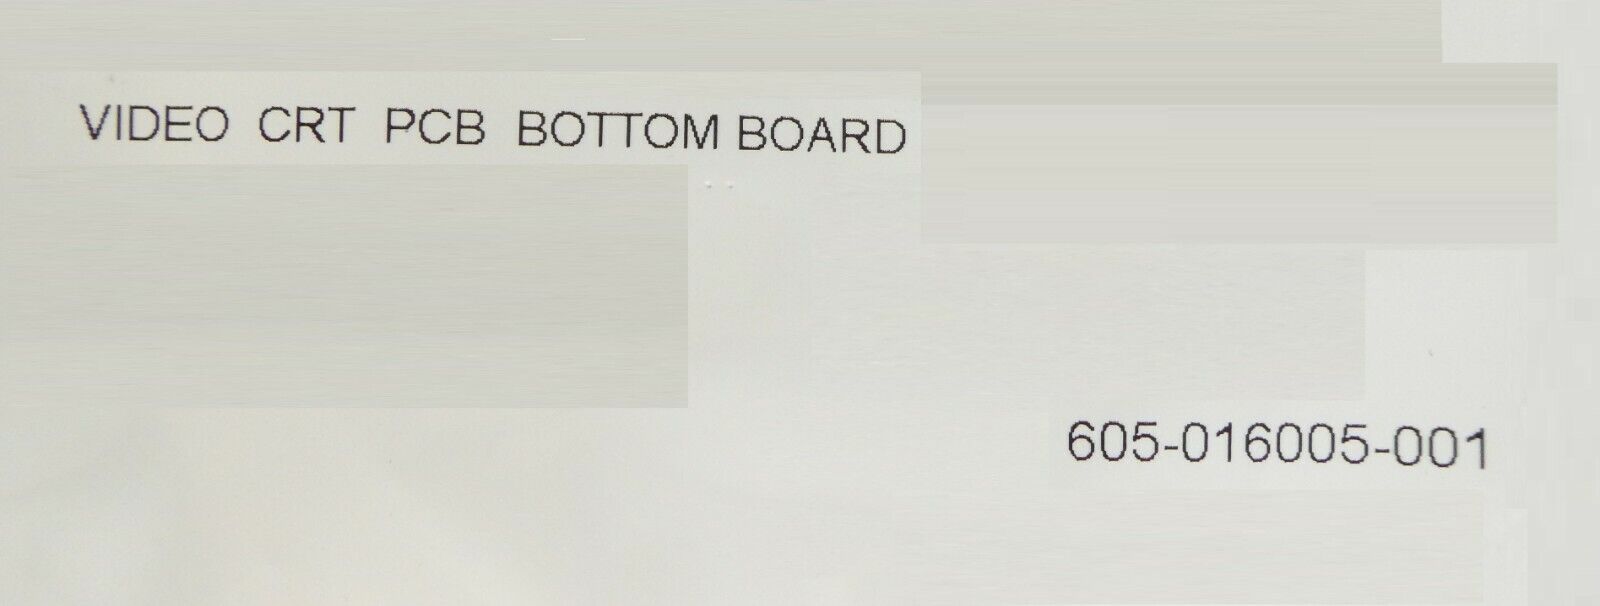 VIDEO CRT PCB BOTTOM BOARD
605-016005-001